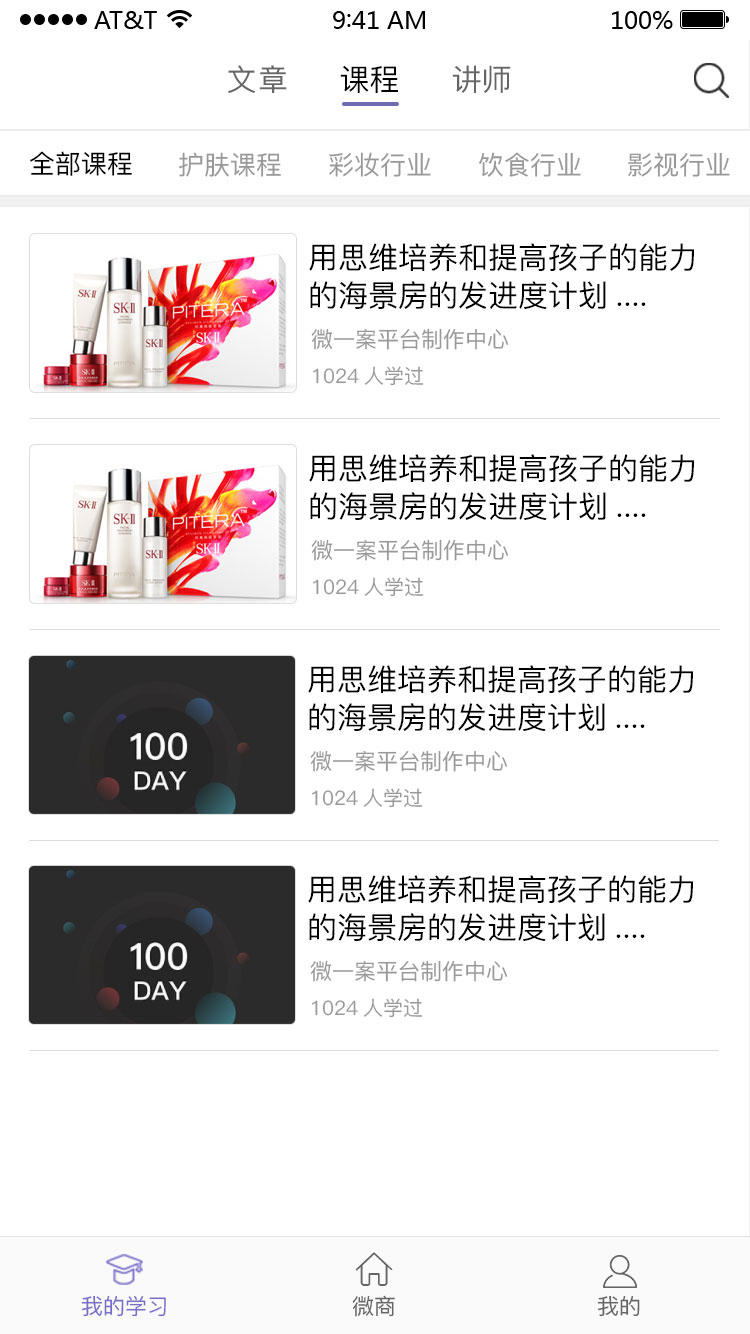 AT&T 9:41 AM 100%
文章 课程 讲师
全部课程 护肤课程 彩妆行业 饮食行业 影视行业
SK-II
SK-II
SK-II
SK-II
PITERA™
SK-II
用思维培养和提高孩子的能力
的海景房的发进度计划 ....
微一案平台制作中心
1024 人学过
SK-II
SK-II
SK-II
SK-II
PITERA™
SK-II
用思维培养和提高孩子的能力
的海景房的发进度计划 ....
微一案平台制作中心
1024 人学过
100
DAY
用思维培养和提高孩子的能力
的海景房的发进度计划 ....
微一案平台制作中心
1024 人学过
100
DAY
用思维培养和提高孩子的能力
的海景房的发进度计划 ....
微一案平台制作中心
1024 人学过
我的学习 微商 我的